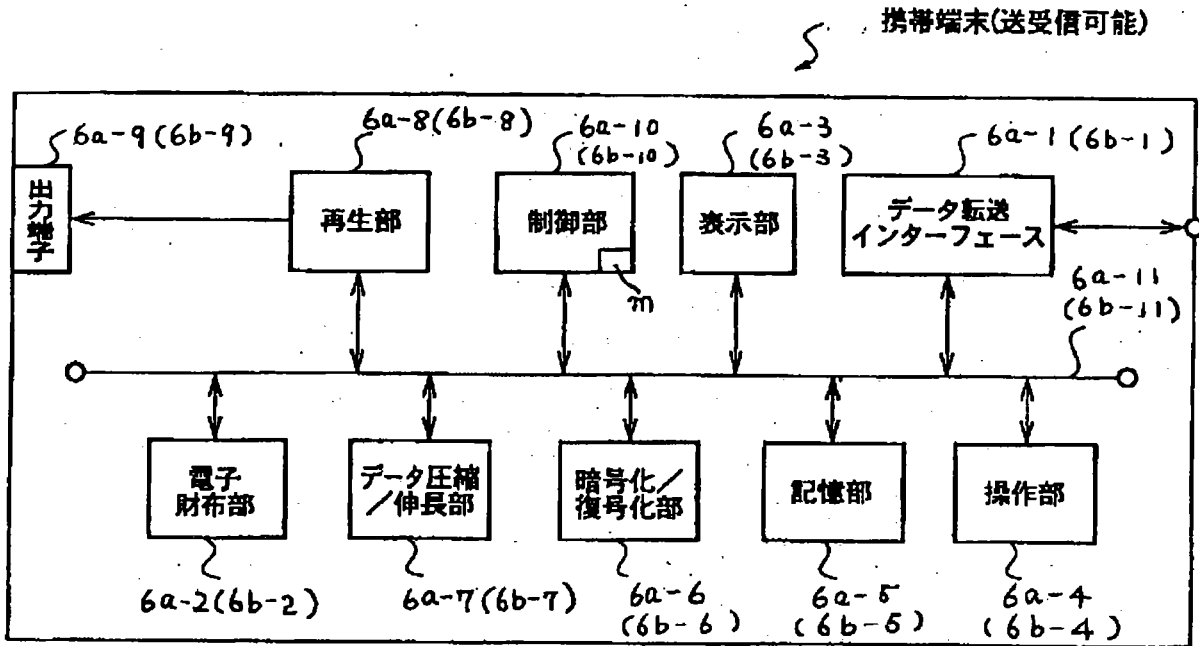 携帯端末(送受信可能)
6a-9(6b-9)
6a-8(6b-8)
6a-10
(6b-10)
6a-3
(6b-3)
6a-1(6b-1)
出力端子
再生部
制御部
m
表示部
データ転送
インターフェース
6a-11
(6b-11)
電子
財布部
データ圧縮
／伸長部
暗号化／
復号化部
記憶部
操作部
6a-2(6b-2)
6a-7(6b-7)
6a-6
(6b-6)
6a-5
(6b-5)
6a-4
(6b-4)